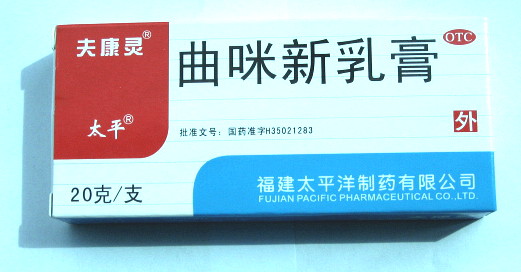 夫康灵®
太平®
曲咪新乳膏
OTC
批准文号：国药准字H35021283
外
20克/支
福建太平洋制药有限公司
FUJIAN PACIFIC PHARMACEUTICAL CO.,LTD.